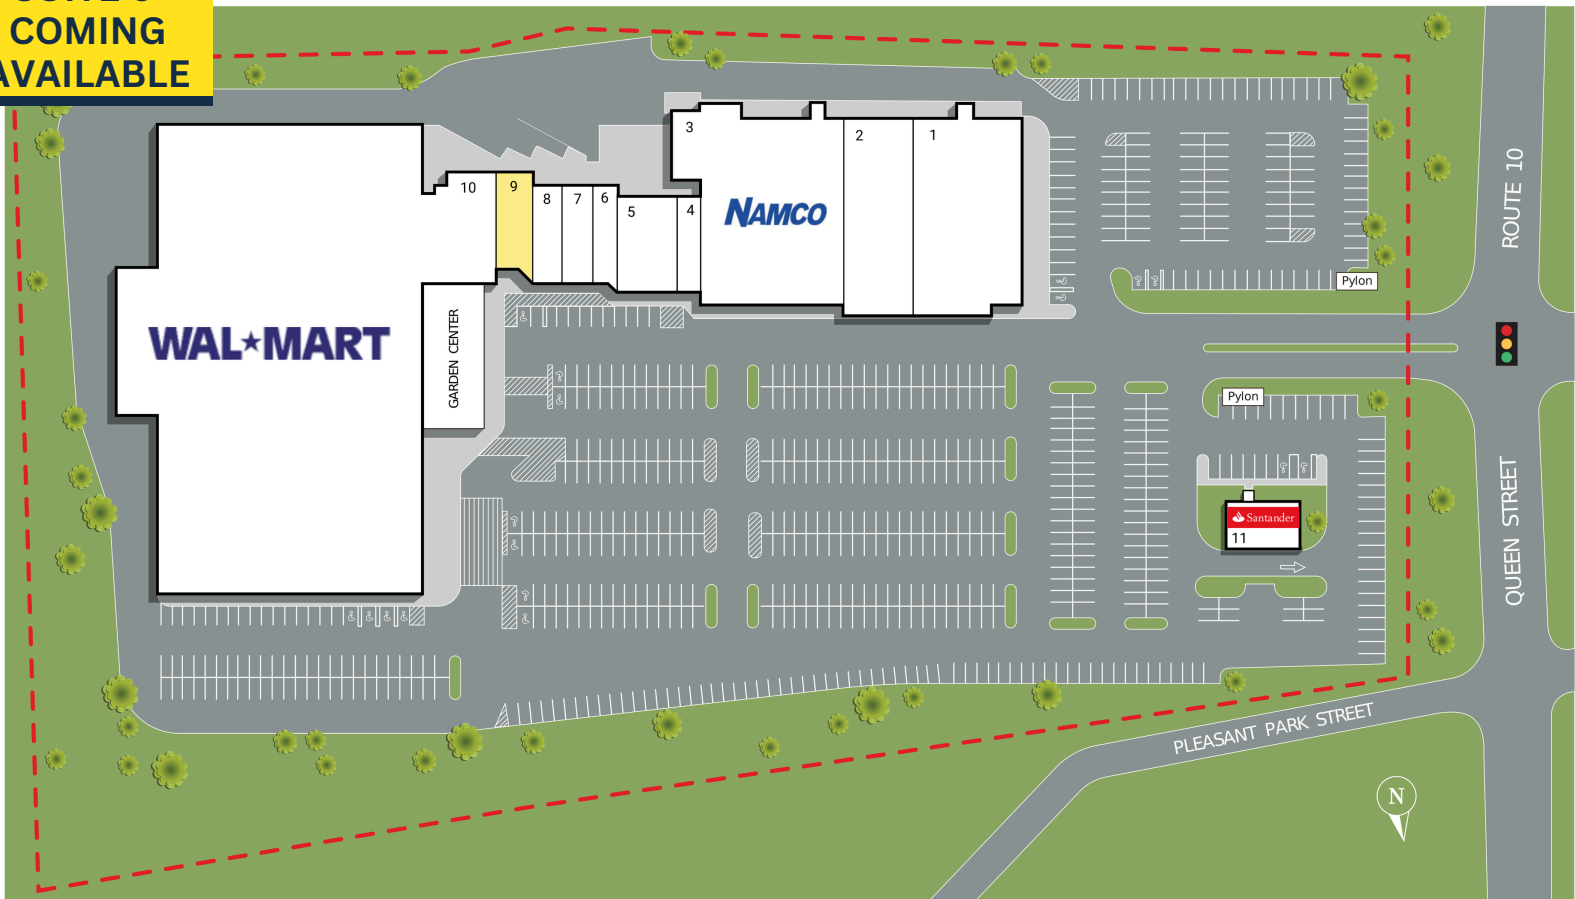 COMING
AVAILABLE
3
2
1
10
9
8
7
6
5
4
NAMCO
WAL★MART
GARDEN CENTER
Pylon
Pylon
Santander
11
ROUTE 10
QUEEN STREET
PLEASANT PARK STREET
N